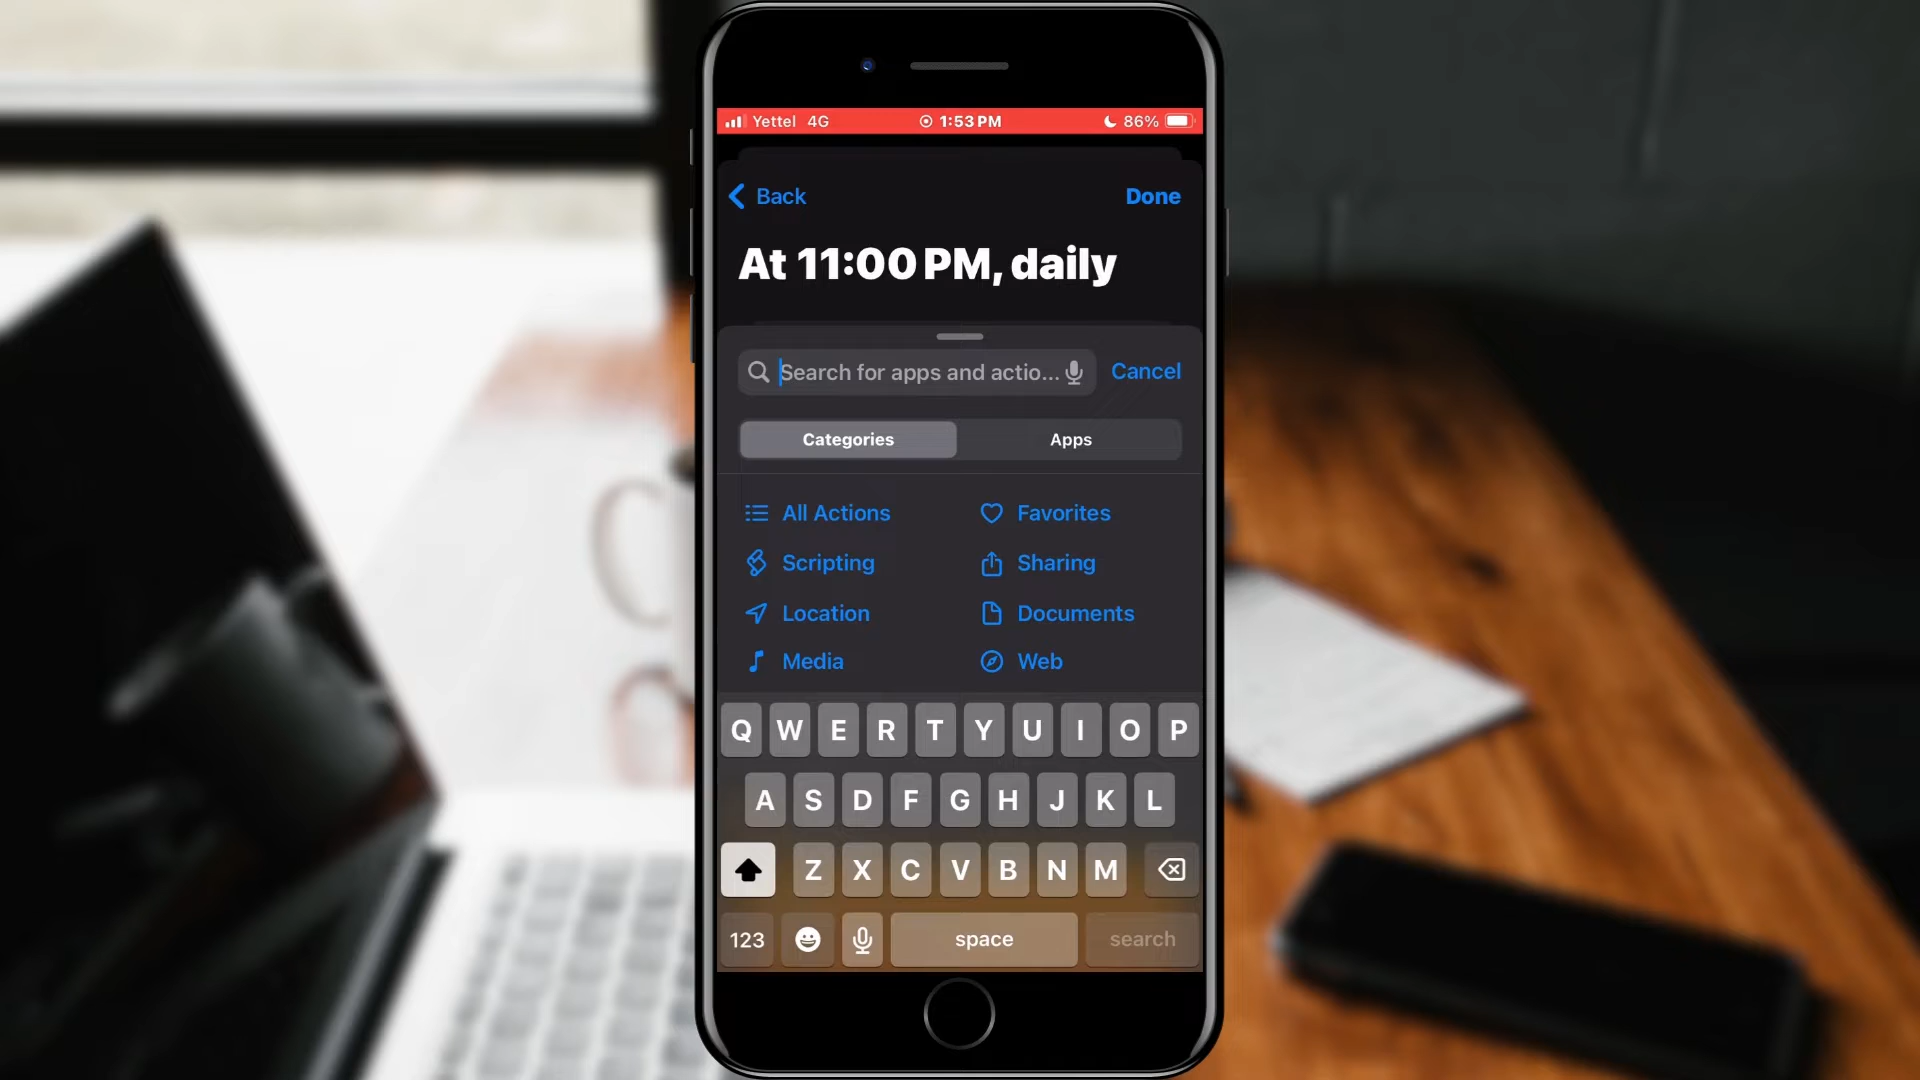 Yettel 4G 1:53 PM 86%
Back Done
At 11:00 PM, daily
Search for apps and actio... Cancel
Categories Apps
All Actions Favorites
Scripting Sharing
Location Documents
Media Web
Q W E R T Y U I O P
A S D F G H J K L
Z X C V B N M
123 space search